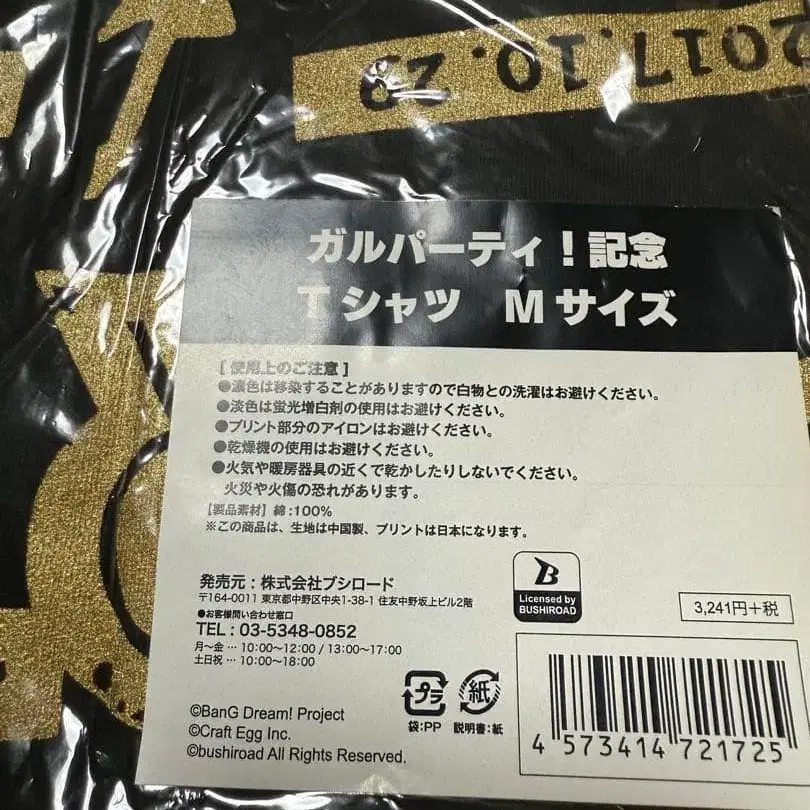 2017.10.29
ガルパーティ!記念
Tシャツ Mサイズ
[使用上のご注意]
●濃色は移染することがありますので白物との洗濯はお避けください。
●淡色は蛍光増白剤の使用はお避けください。
●プリント部分のアイロンはお避けください。
●乾燥機の使用はお避けください。
●火気や暖房器具の近くで乾かしたりしないでください。
火災や火傷の恐れがあります。
【製品素材】綿:100%
※この商品は、生地は中国製、プリントは日本になります。
発売元:株式会社ブシロード
〒164-0011 東京都中野区中央1-38-1 住友中野坂上ビル2階
●お客様問い合わせ窓口
TEL:03-5348-0852
月～金…10:00～12:00/13:00～17:00
土日祝…10:00～18:00
B
Licensed by
BUSHIROAD
3,241円+税
プラ
袋:PP
紙
説明書:紙
©BanG Dream! Project
©Craft Egg Inc.
©bushiroad All Rights Reserved.
4 573414 721725